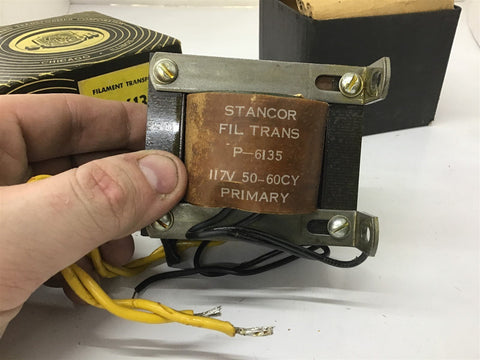 FILAMENT TRANSF
STANCOR
FIL TRANS
P-6135
117V 50-60CY
PRIMARY